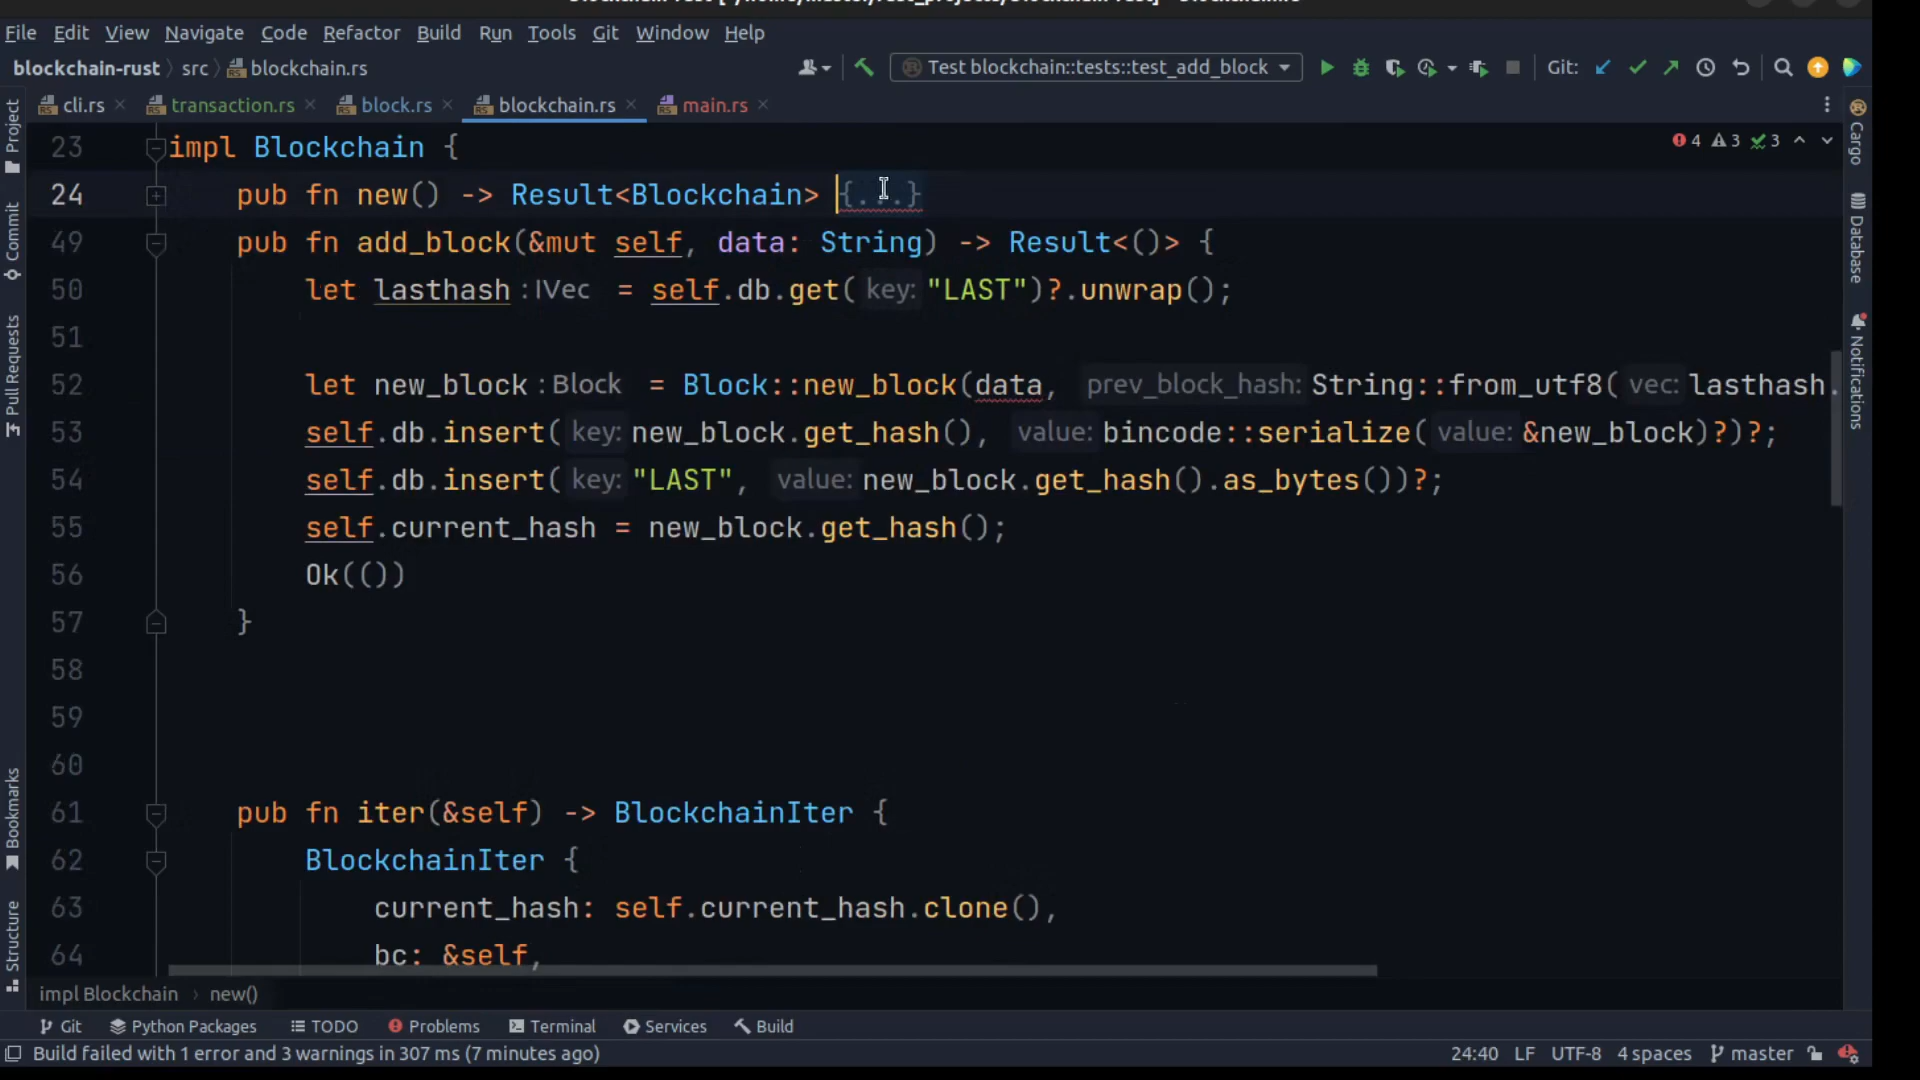 File Edit View Navigate Code Refactor Build Run Tools Git Window Help
blockchain-rust src blockchain.rs Test blockchain::tests::test_add_block Git:
cli.rs transaction.rs block.rs blockchain.rs main.rs
4 3 3
23 impl Blockchain {
24 pub fn new() -> Result<Blockchain> {...}
49 pub fn add_block(&mut self, data: String) -> Result<()> {
50 let lasthash : IVec = self.db.get( key: "LAST")?.unwrap();
51
52 let new_block : Block = Block::new_block(data, prev_block_hash: String::from_utf8( vec: lasthash.
53 self.db.insert( key: new_block.get_hash(), value: bincode::serialize( value: &new_block)?)?;
54 self.db.insert( key: "LAST", value: new_block.get_hash().as_bytes())?;
55 self.current_hash = new_block.get_hash();
56 Ok(())
57 }
58
59
60
61 pub fn iter(&self) -> BlockchainIter {
62 BlockchainIter {
63 current_hash: self.current_hash.clone(),
64 bc: &self,
impl Blockchain new()
Git Python Packages TODO Problems Terminal Services Build
Build failed with 1 error and 3 warnings in 307 ms (7 minutes ago) 24:40 LF UTF-8 4 spaces master
Project
Commit
Pull Requests
Bookmarks
Structure
Cargo
Database
Notifications